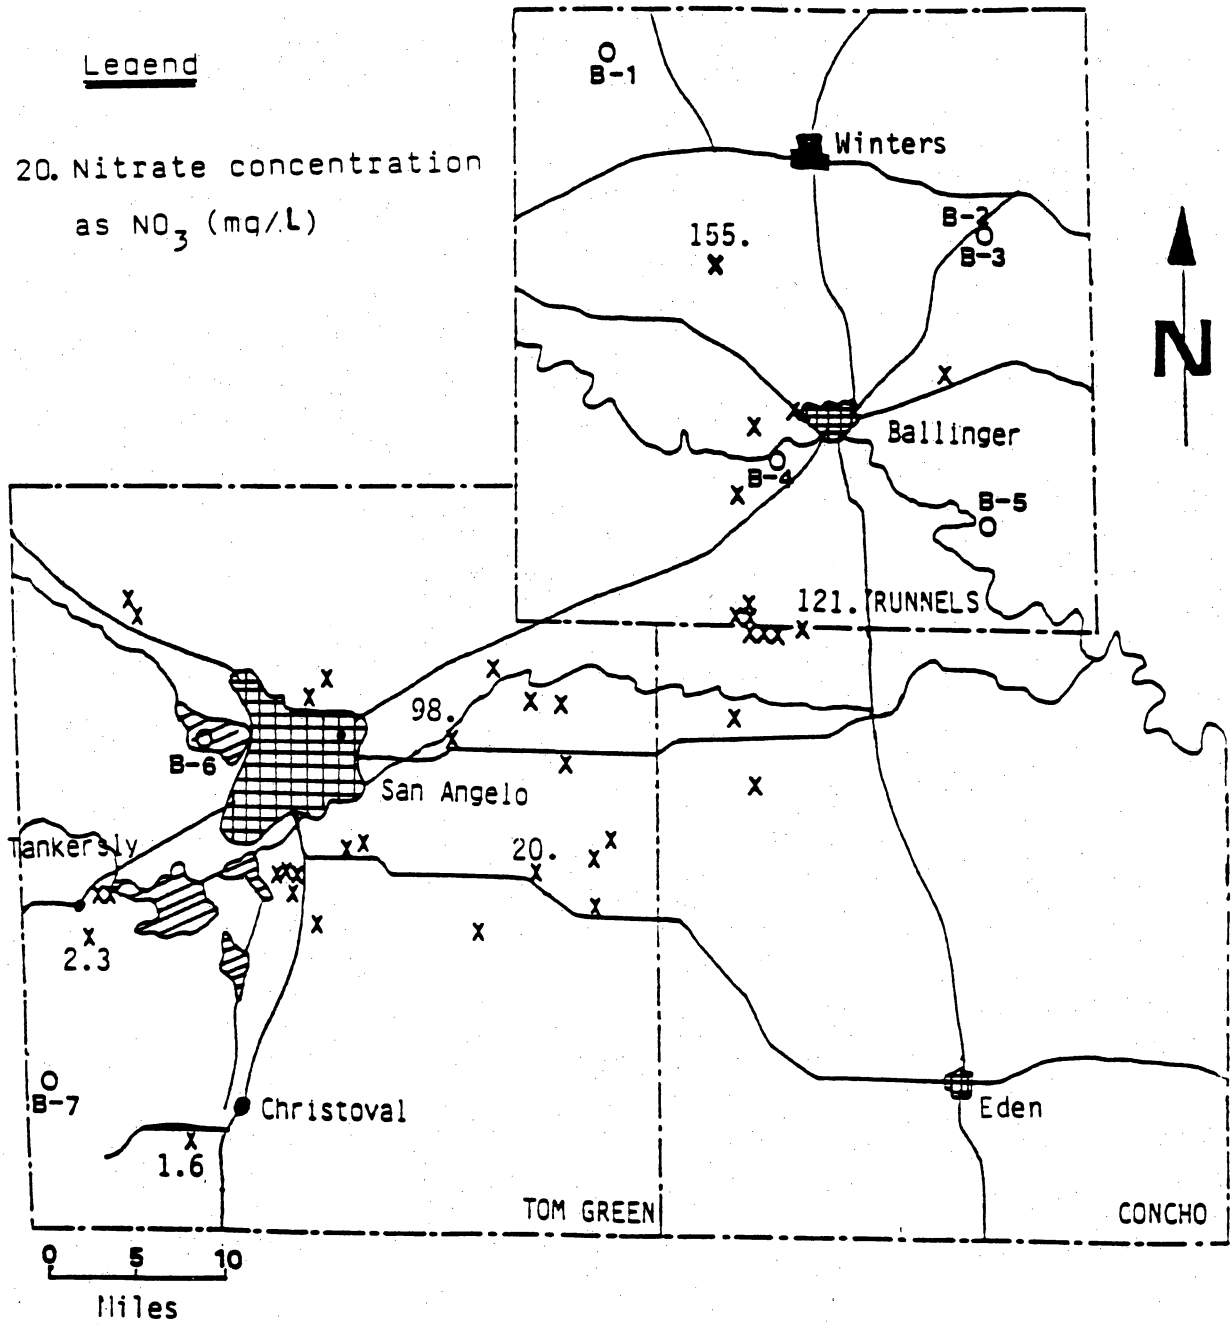 Legend
20. Nitrate concentration
as NO3 (mg/L)
B-1
Winters
B-2
B-3
155.
N
Ballinger
B-4
B-5
121. RUNNELS
98.
B-6
San Angelo
Tankersly
20.
2.3
B-7
Christoval
Eden
1.6
TOM GREEN
CONCHO
0 5 10
Miles